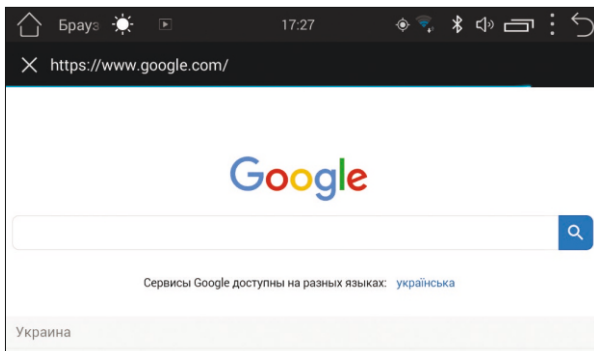 Брауз 17:27
https://www.google.com/
Google
Сервисы Google доступны на разных языках: українська
Украина